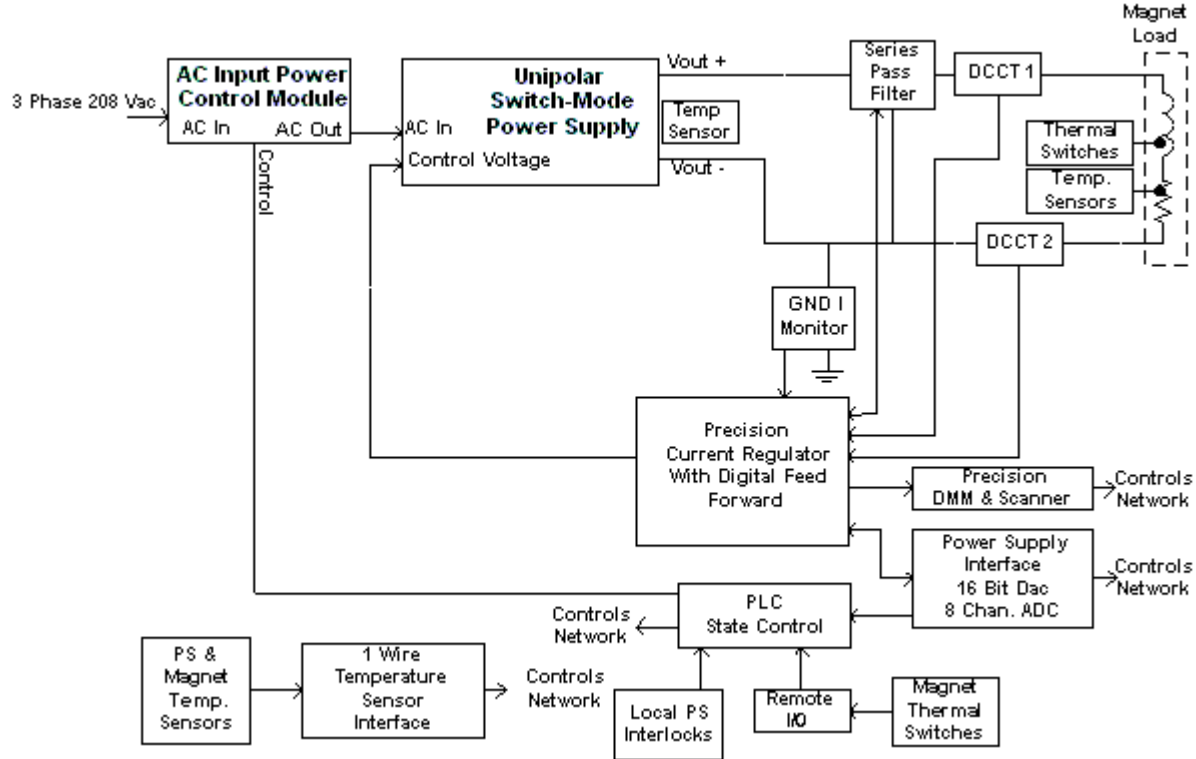 Magnet
Load
AC Input Power
Control Module
AC In
AC Out
3 Phase 208 Vac
Control
Unipolar
Switch-Mode
Power Supply
AC In
Control Voltage
Vout +
Temp
Sensor
Vout -
Series
Pass
Filter
DCCT 1
Thermal
Switches
Temp.
Sensors
DCCT 2
GND I
Monitor
Precision
Current Regulator
With Digital Feed
Forward
Precision
DMM & Scanner
Controls
Network
Power Supply
Interface
16 Bit Dac
8 Chan. ADC
Controls
Network
PLC
State Control
Controls
Network
PS &
Magnet
Temp.
Sensors
1 Wire
Temperature
Sensor
Interface
Controls
Network
Local PS
Interlocks
Remote
I/O
Magnet
Thermal
Switches